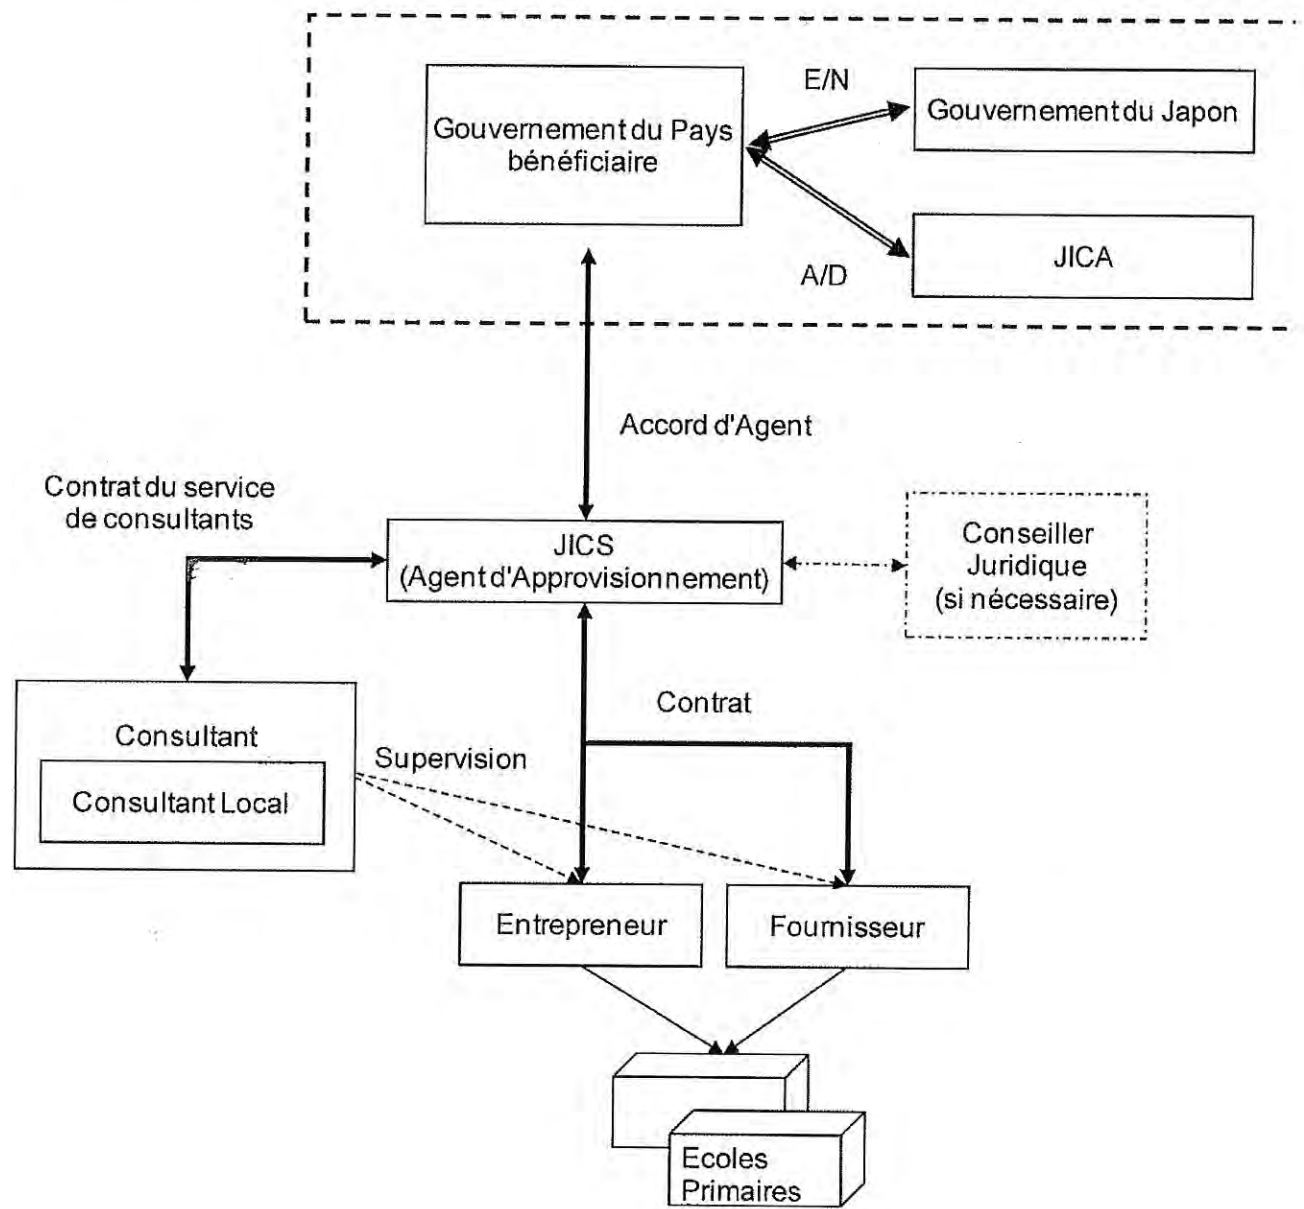 E/N
Gouvernement du Pays
bénéficiaire
Gouvernement du Japon
JICA
A/D
Accord d'Agent
Contrat du service
de consultants
JICS
(Agent d'Approvisionnement)
Conseiller
Juridique
(si nécessaire)
Contrat
Consultant
Supervision
Consultant Local
Entrepreneur
Fournisseur
Ecoles
Primaires